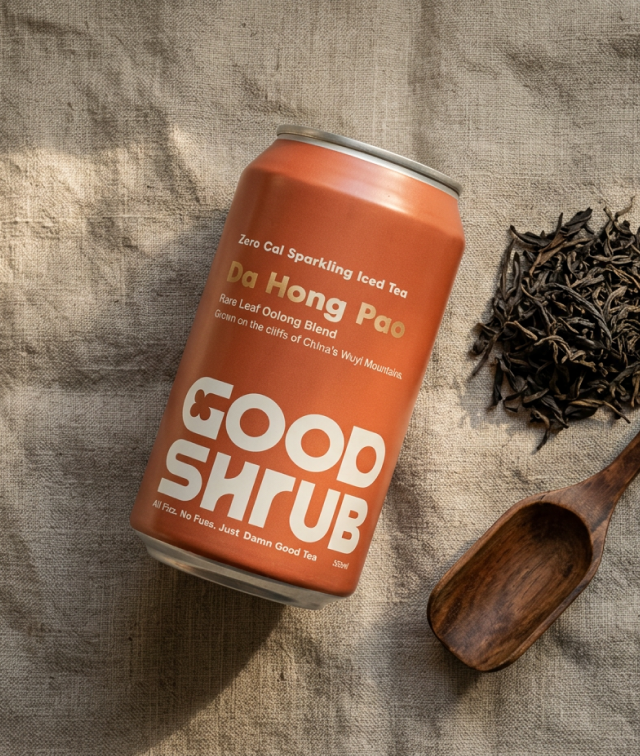 Zero Cal Sparkling Iced Tea
Da Hong Pao
Rare Leaf Oolong Blend
Grown on the cliffs of China's Wuyi Mountains.
GOOD
SHrUB
All Fizz. No Fuss. Just Damn Good Tea